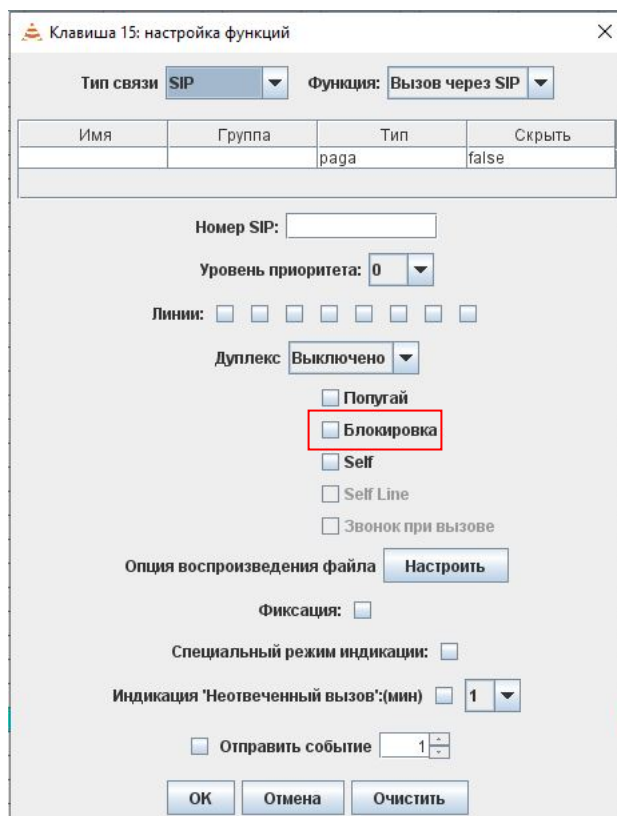 Клавиша 15: настройка функций
Тип связи SIP Функция: Вызов через SIP
Имя Группа Тип Скрыть
paga false
Номер SIP:
Уровень приоритета: 0
Линии:
Дуплекс Выключено
Попугай
Блокировка
Self
Self Line
Звонок при вызове
Опция воспроизведения файла Настроить
Фиксация:
Специальный режим индикации:
Индикация 'Неотвеченный вызов':(мин) 1
Отправить событие 1
ОК Отмена Очистить